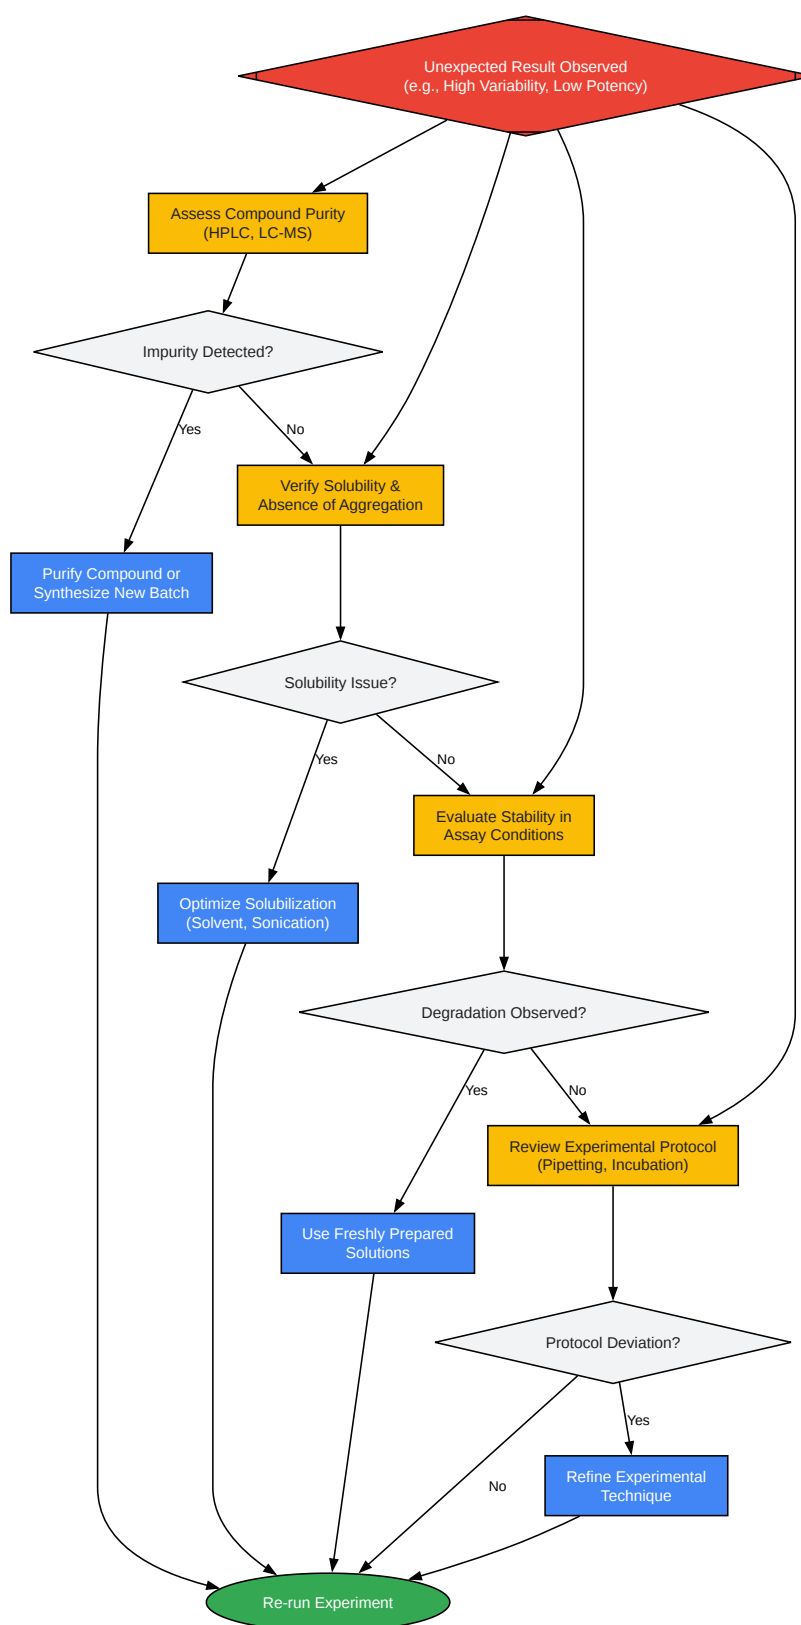 Unexpected Result Observed
(e.g., High Variability, Low Potency)
Assess Compound Purity
(HPLC, LC-MS)
Impurity Detected?
Yes
No
Verify Solubility &
Absence of Aggregation
Purify Compound or
Synthesize New Batch
Solubility Issue?
Yes
No
Evaluate Stability in
Assay Conditions
Optimize Solubilization
(Solvent, Sonication)
Degradation Observed?
Yes
No
Review Experimental Protocol
(Pipetting, Incubation)
Use Freshly Prepared
Solutions
Protocol Deviation?
Yes
No
Refine Experimental
Technique
Re-run Experiment